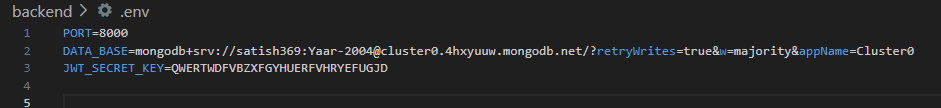 backend > .env
1 PORT=8000
2 DATA_BASE=mongodb+srv://satish369:Yaar-2004@cluster0.4hxyuuw.mongodb.net/?retryWrites=true&w=majority&appName=Cluster0
3 JWT_SECRET_KEY=QWERTWDFVBZXFGYHUERFVHRYEFUGJD
4
5